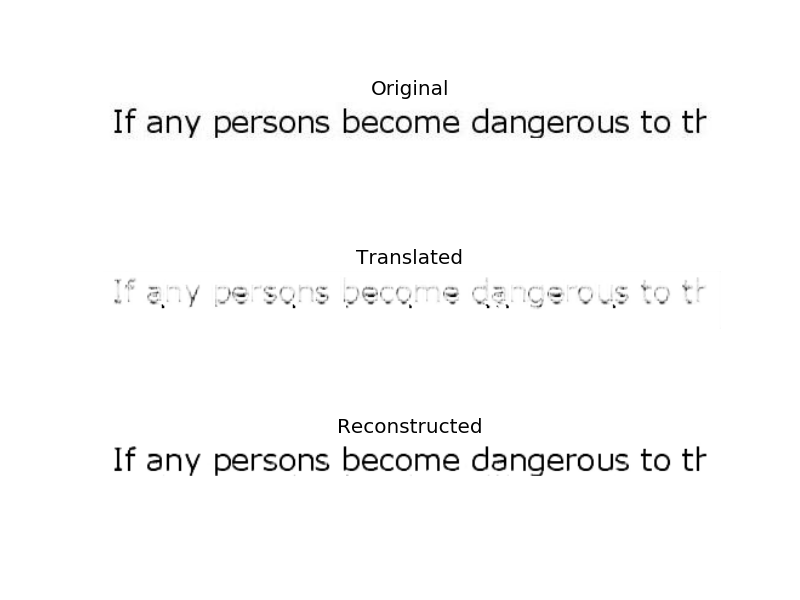 Original
If any persons become dangerous to th
Translated
If any persons become dangerous to th
Reconstructed
If any persons become dangerous to th